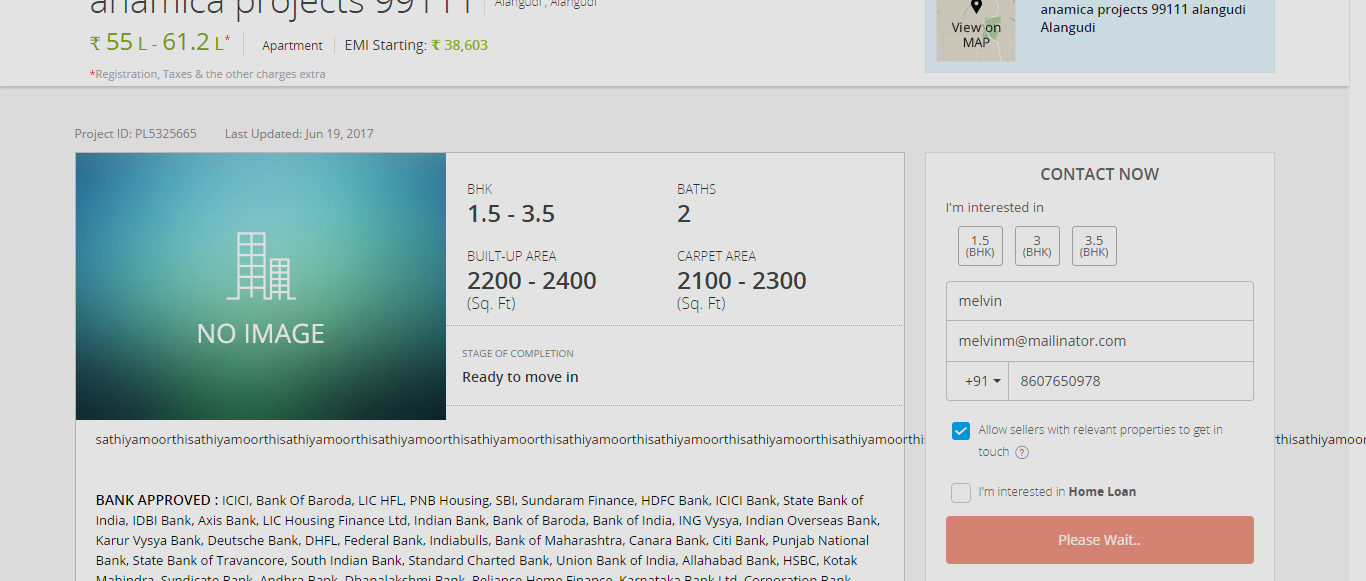 anamica projects 99111
Alangudi , Alangudi
₹ 55 L - 61.2 L*
Apartment
EMI Starting: ₹ 38,603
*Registration, Taxes & the other charges extra
View on
MAP
anamica projects 99111 alangudi
Alangudi
Project ID: PL5325665
Last Updated: Jun 19, 2017
NO IMAGE
BHK
1.5 - 3.5
BATHS
2
BUILT-UP AREA
2200 - 2400
(Sq. Ft)
CARPET AREA
2100 - 2300
(Sq. Ft)
STAGE OF COMPLETION
Ready to move in
sathiyamoorthisathiyamoorthisathiyamoorthisathiyamoorthisathiyamoorthisathiyamoorthisathiyamoorthisathiyamoorthisathiyamoorthi
thisathiyamoor
BANK APPROVED : ICICI, Bank Of Baroda, LIC HFL, PNB Housing, SBI, Sundaram Finance, HDFC Bank, ICICI Bank, State Bank of
India, IDBI Bank, Axis Bank, LIC Housing Finance Ltd, Indian Bank, Bank of Baroda, Bank of India, ING Vysya, Indian Overseas Bank,
Karur Vysya Bank, Deutsche Bank, DHFL, Federal Bank, Indiabulls, Bank of Maharashtra, Canara Bank, Citi Bank, Punjab National
Bank, State Bank of Travancore, South Indian Bank, Standard Chartered Bank, Union Bank of India, Allahabad Bank, HSBC, Kotak
Mahindra, Syndicate Bank, Andhra Bank, Dhanalakshmi Bank, Reliance Home Finance, Karnataka Bank Ltd, Corporation Bank,
CONTACT NOW
I'm interested in
1.5
(BHK)
3
(BHK)
3.5
(BHK)
melvin
melvinm@mailinator.com
+91
8607650978
Allow sellers with relevant properties to get in
touch ?
I'm interested in Home Loan
Please Wait..